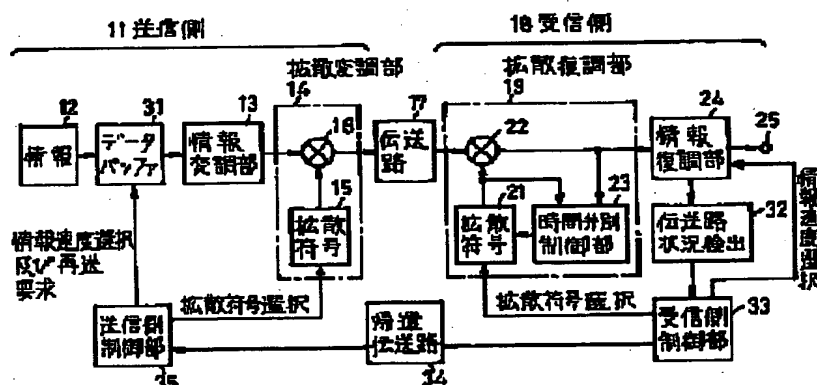 11 送信側
18 受信側
拡散変調部
拡散復調部
12
31
13
14
16
17
19
22
24
25
情報
データ
バッファ
情報
変調部
伝送
路
情報
復調部
15
拡散
符号
21
拡散
符号
23
時間弁別
制御部
32
伝送路
状況検出
情報速度選択
情報速度選択
及び再送
要求
拡散符号選択
拡散符号選択
送信側
制御部
35
帰還
伝送路
34
受信側
制御部
33